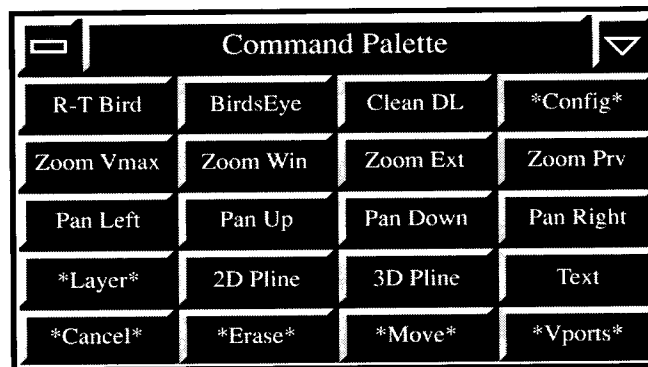 Command Palette
R-T Bird BirdsEye Clean DL *Config*
Zoom Vmax Zoom Win Zoom Ext Zoom Prv
Pan Left Pan Up Pan Down Pan Right
*Layer* 2D Pline 3D Pline Text
*Cancel* *Erase* *Move* *Vports*